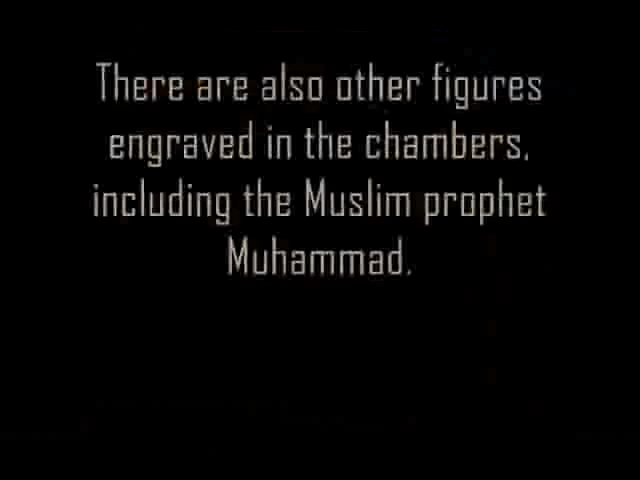 There are also other figures
engraved in the chambers,
including the Muslim prophet
Muhammad.